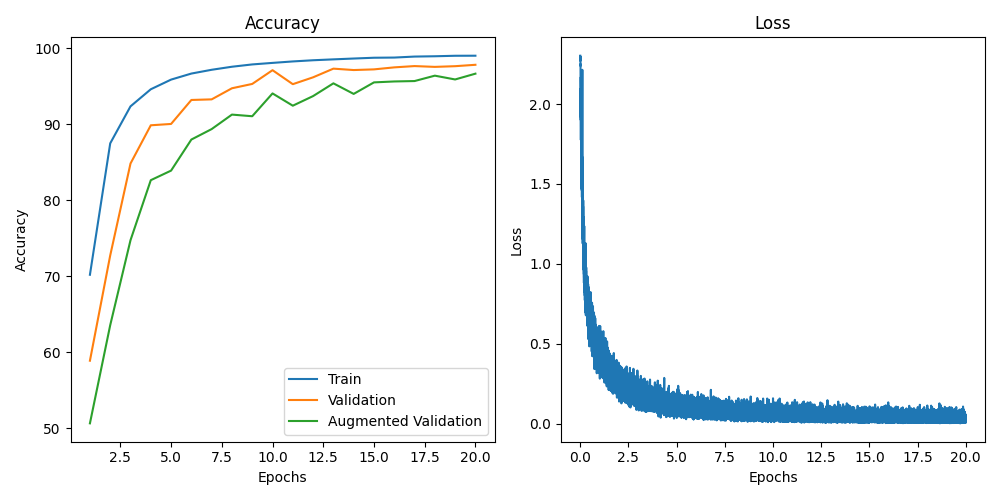 Accuracy
100
90
80
70
60
50
Accuracy
2.5 5.0 7.5 10.0 12.5 15.0 17.5 20.0
Epochs
Train
Validation
Augmented Validation
Loss
2.0
1.5
1.0
0.5
0.0
Loss
0.0 2.5 5.0 7.5 10.0 12.5 15.0 17.5 20.0
Epochs